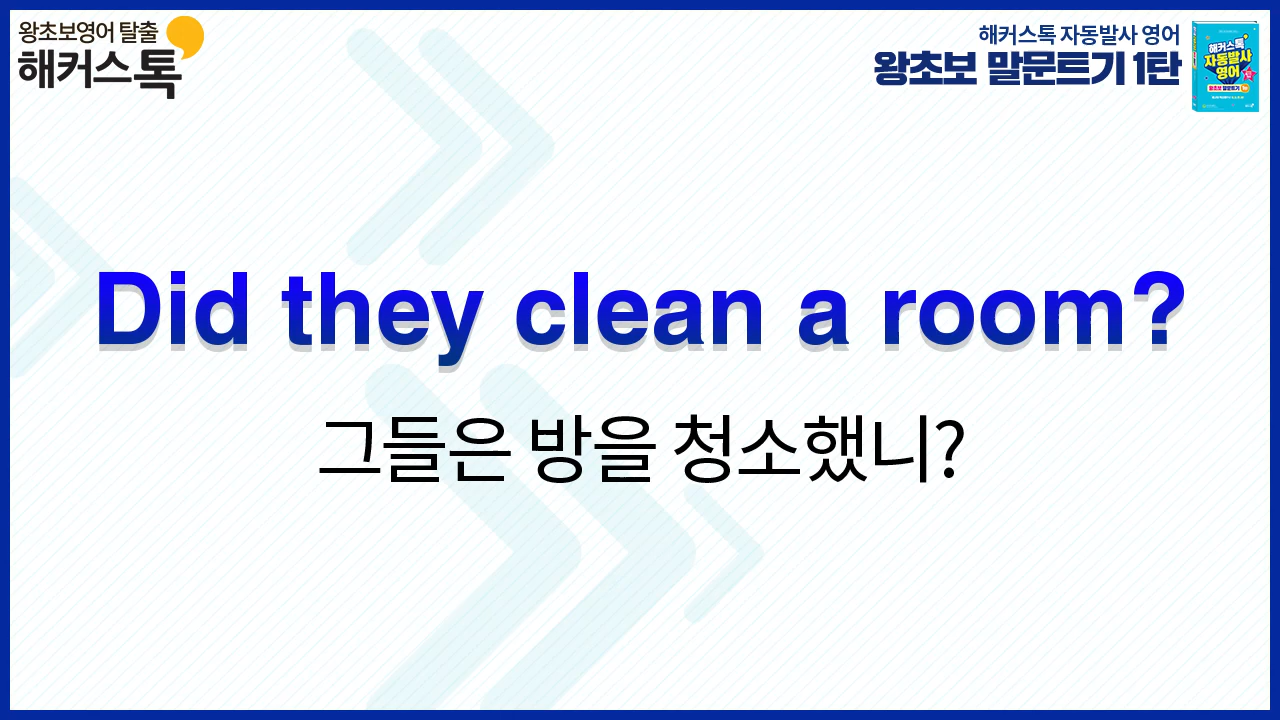 왕초보영어 탈출
해커스톡
해커스톡 자동발사 영어
왕초보 말문트기 1탄
해커스톡
자동발사
영어
왕초보 말문트기
Did they clean a room?
그들은 방을 청소했니?